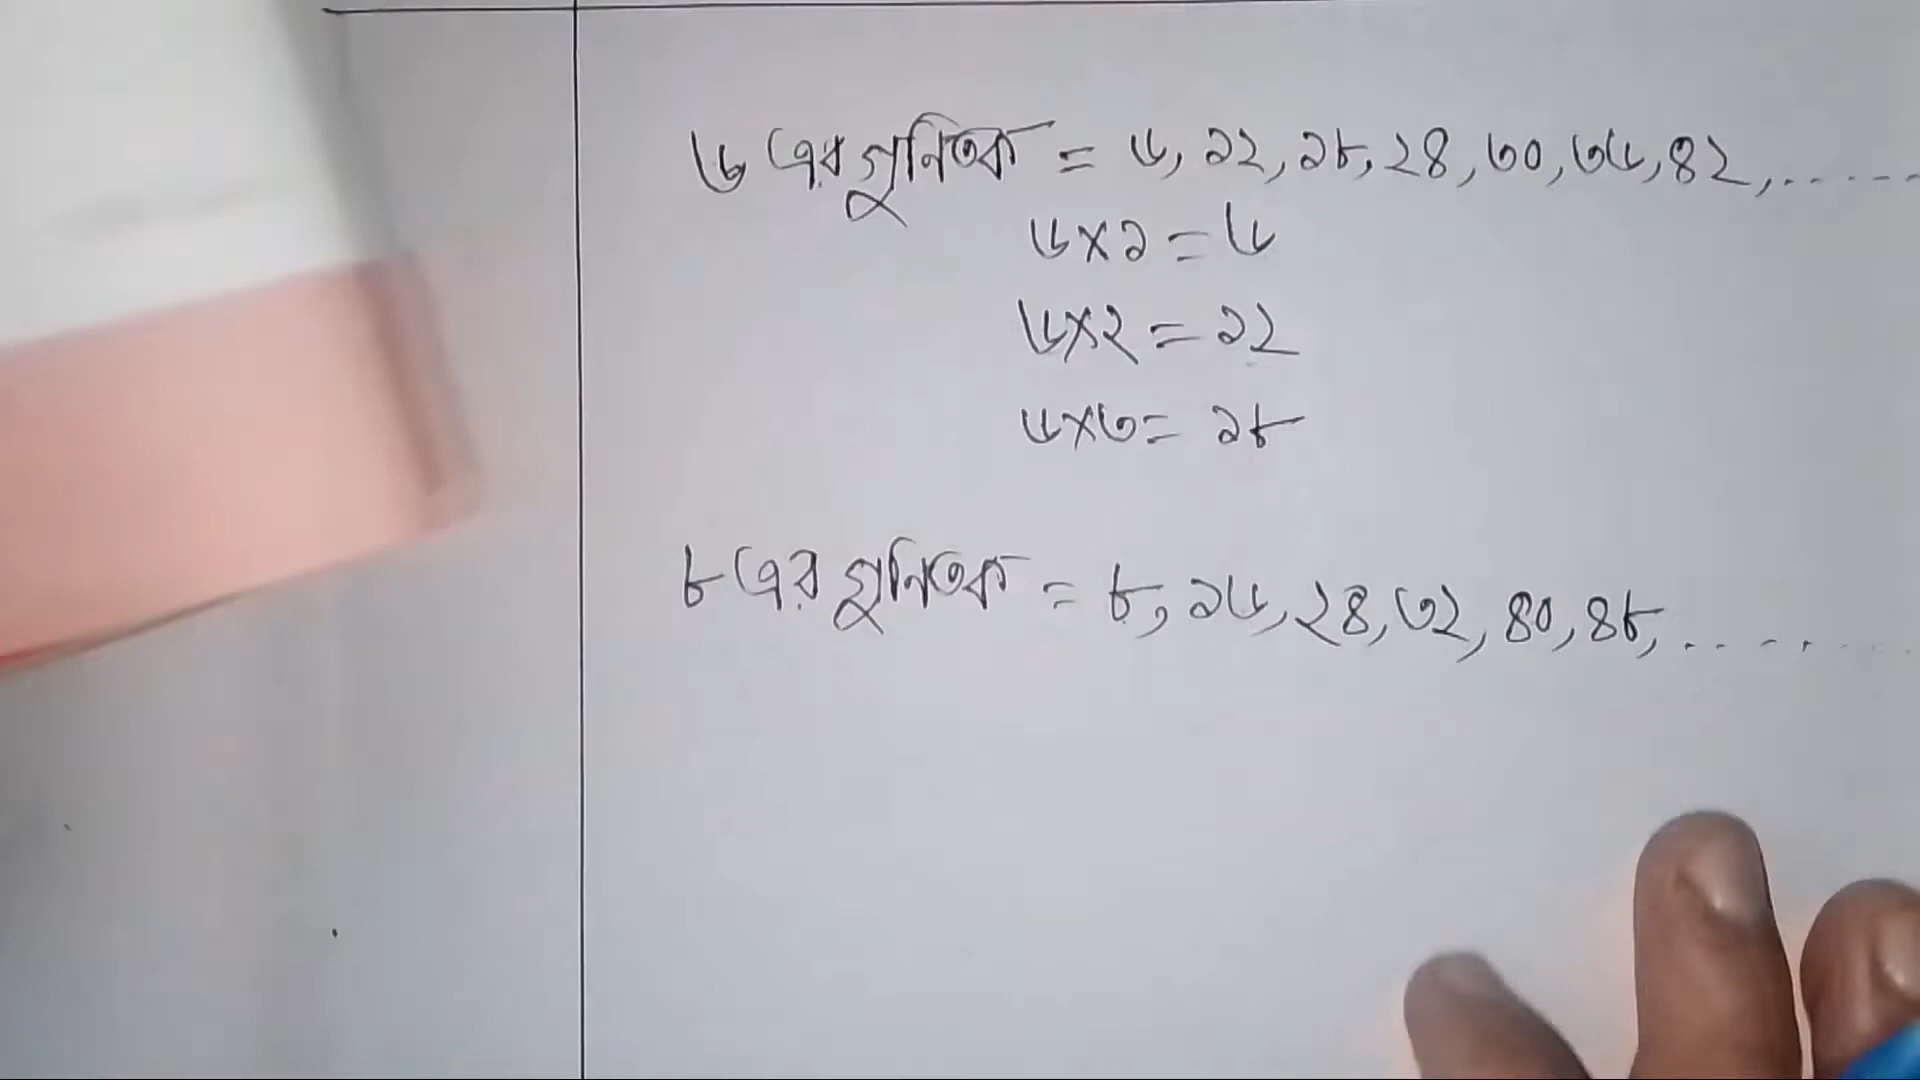 ৬ এর গুনিতক = ৬, ১২, ১৮, ২৪, ৩০, ৩৬, ৪২, ......
৬×১ = ৬
৬×২ = ১২
৬×৩ = ১৮
৮ এর গুনিতক = ৮, ১৬, ২৪, ৩২, ৪০, ৪৮, ......